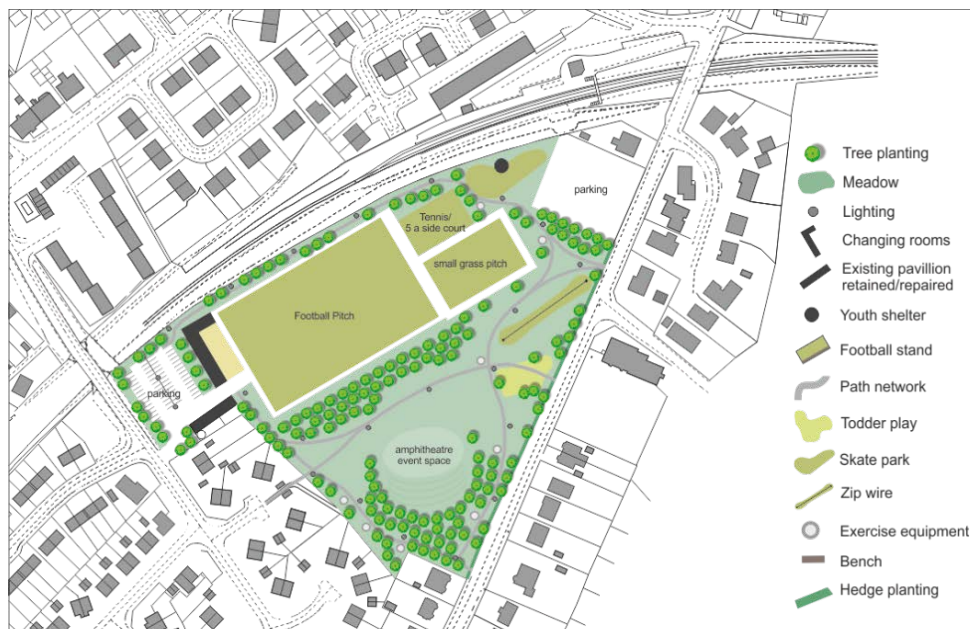 parking
Tennis/
5 a side court
small grass pitch
Football Pitch
parking
amphitheatre
event space
Tree planting
Meadow
Lighting
Changing rooms
Existing pavillion
retained/repaired
Youth shelter
Football stand
Path network
Todder play
Skate park
Zip wire
Exercise equipment
Bench
Hedge planting